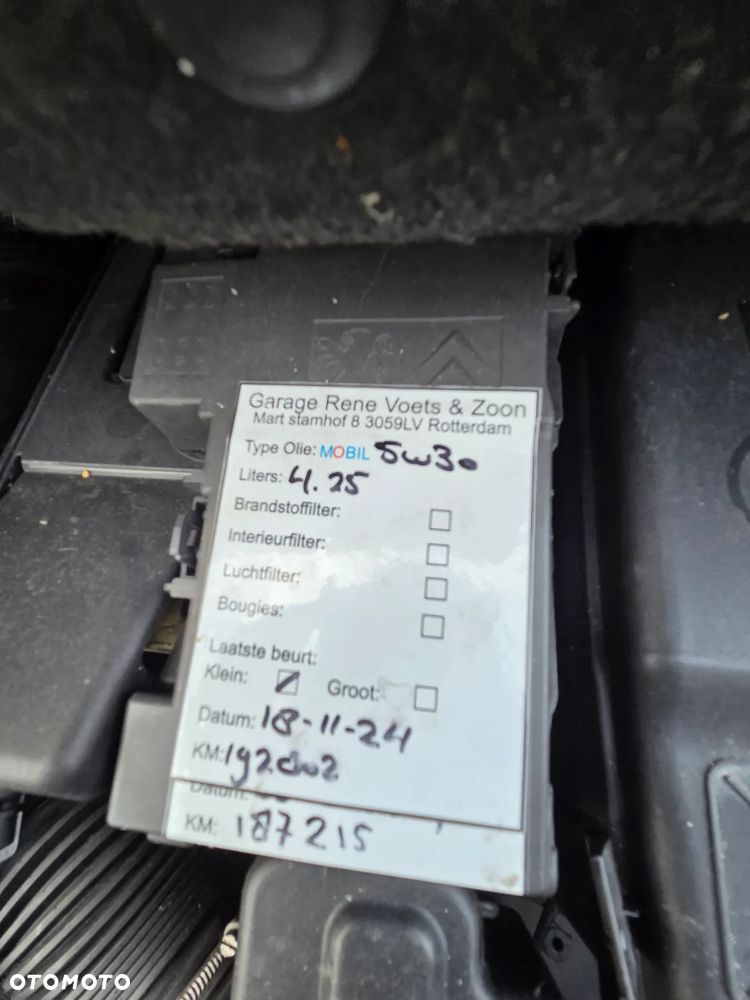 Garage Rene Voets & Zoon
Mart stamhof 8 3059LV Rotterdam
Type Olie: MOBIL 5w30
Liters: 4.25
Brandstoffilter:
Interieurfilter:
Luchtfilter:
Bougies:
Laatste beurt:
Klein: Groot:
Datum: 18-11-24
KM: 192002
Datum:
KM: 187215
OTOMOTO